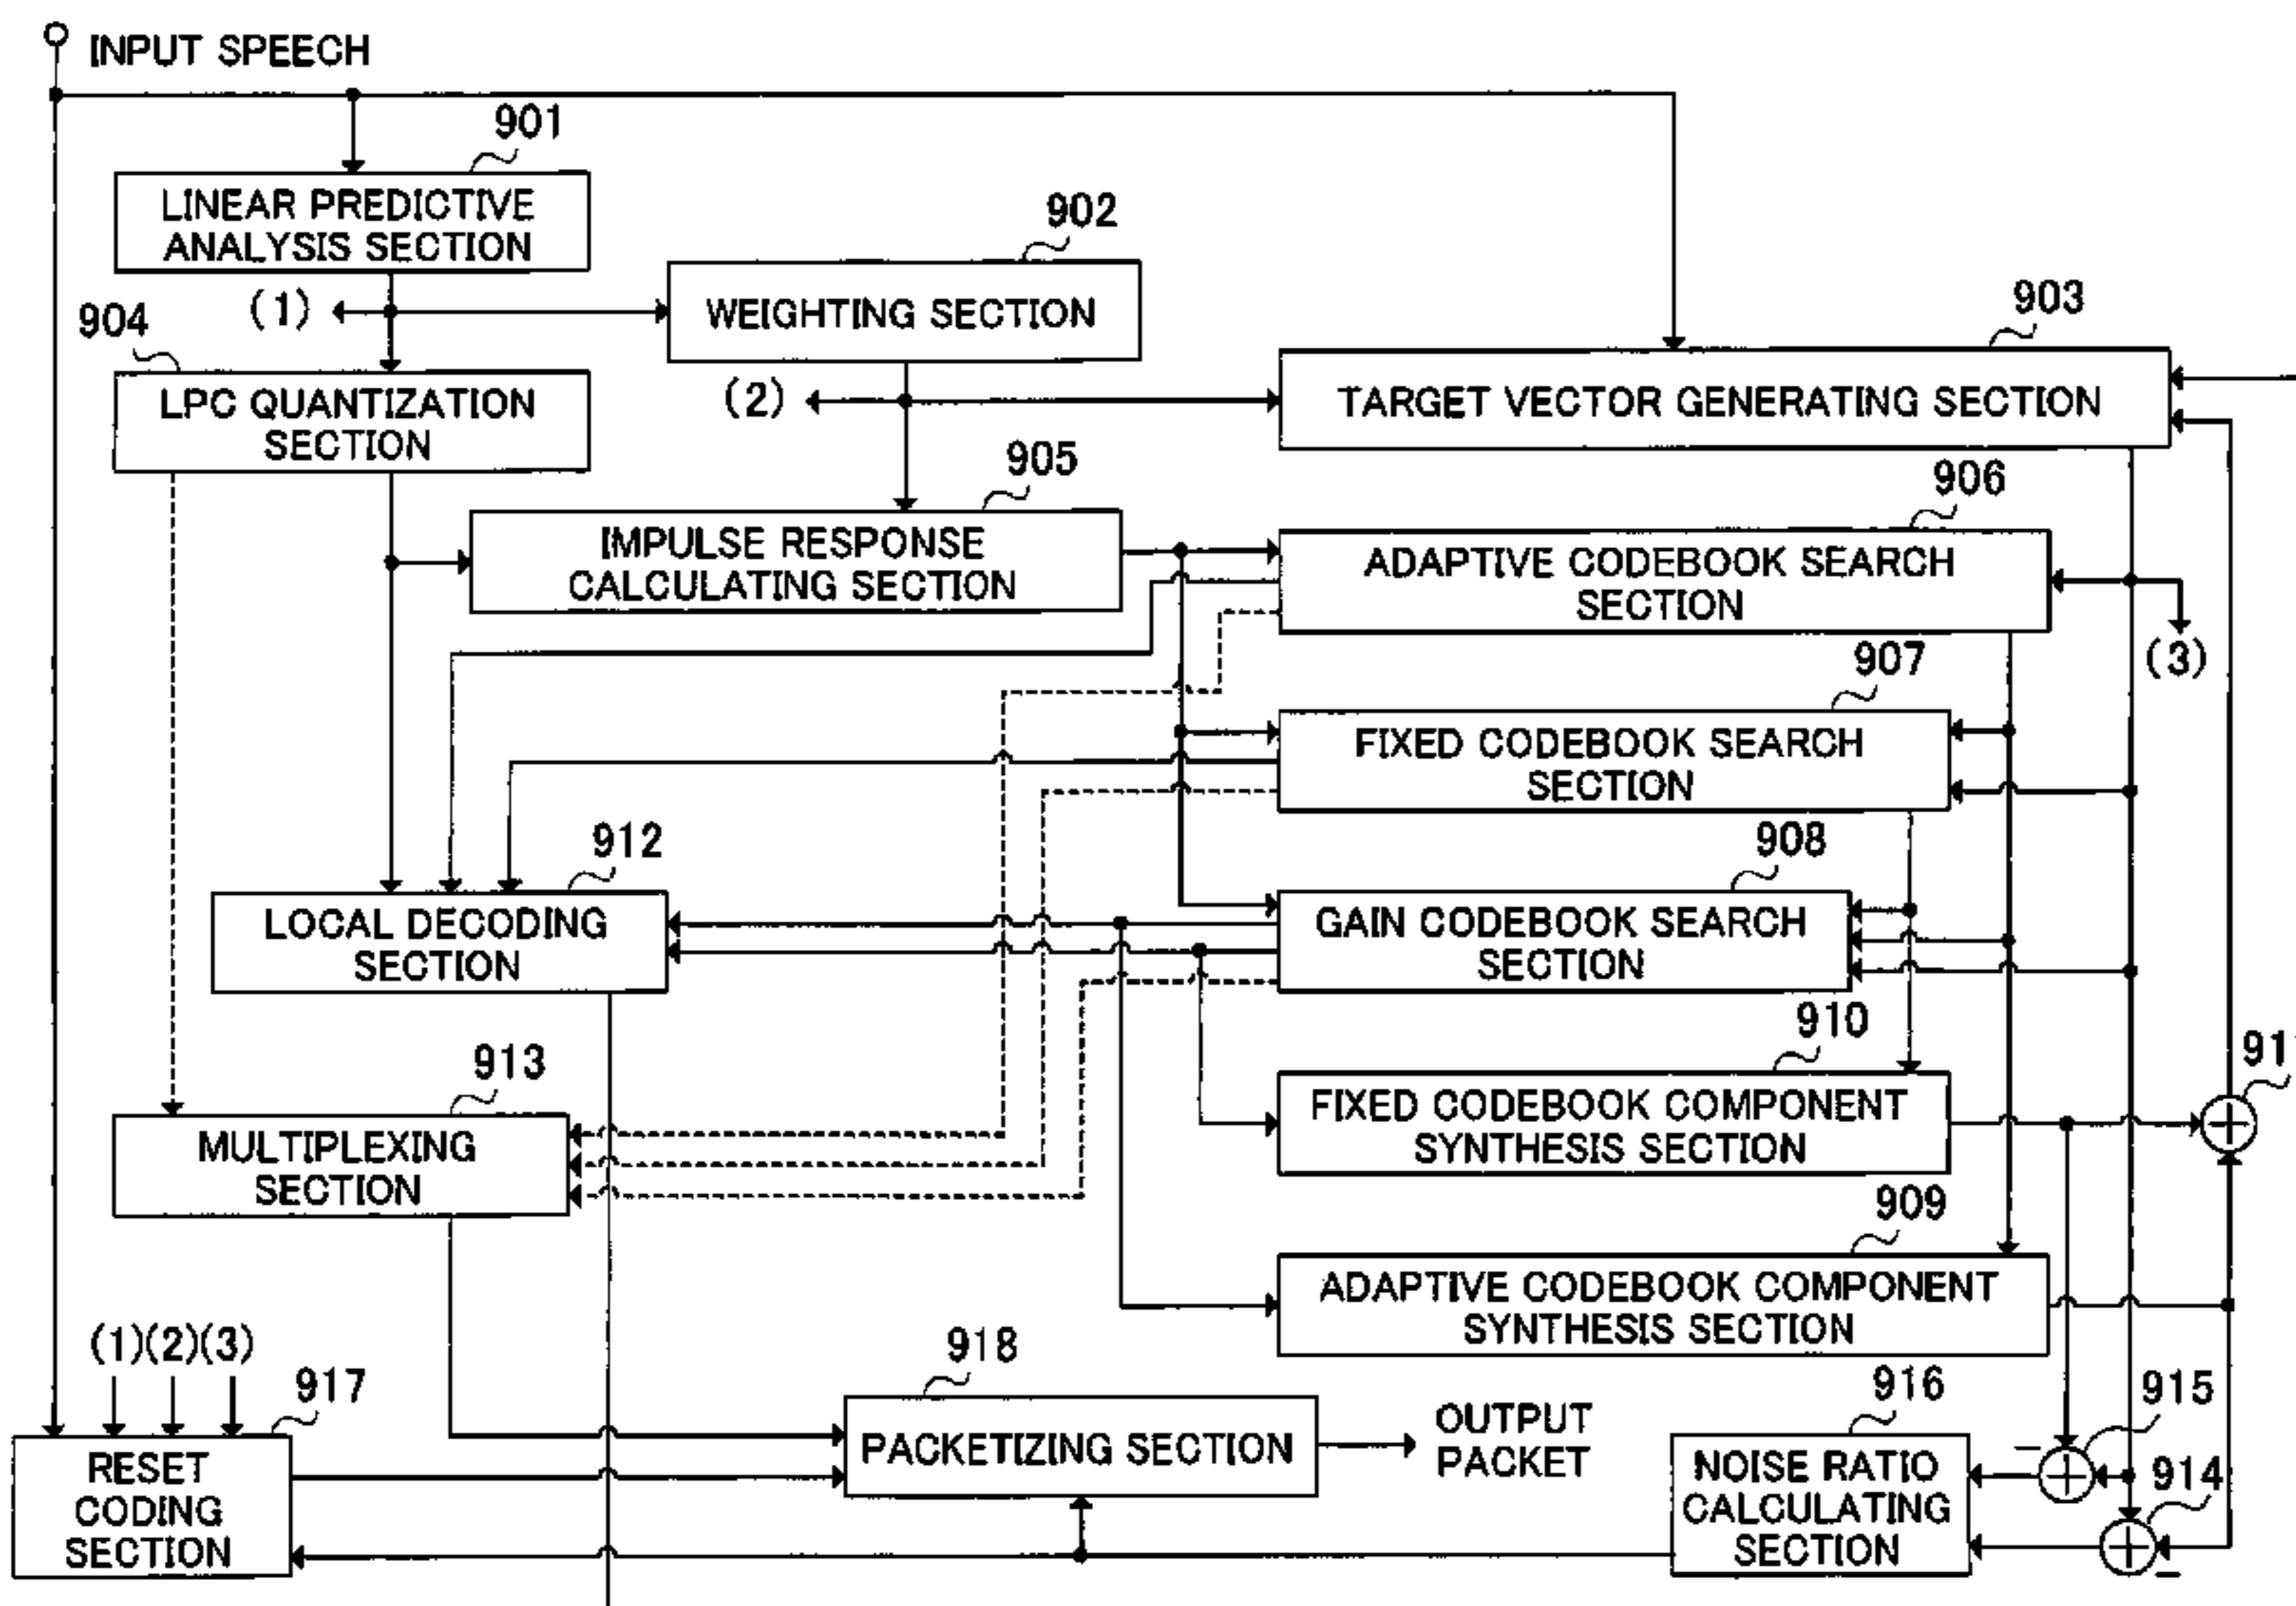 INPUT SPEECH
901
LINEAR PREDICTIVE
ANALYSIS SECTION
902
WEIGHTING SECTION
(1)
904
903
LPC QUANTIZATION
SECTION
(2)
TARGET VECTOR GENERATING SECTION
905
906
IMPULSE RESPONSE
CALCULATING SECTION
ADAPTIVE CODEBOOK SEARCH
SECTION
(3)
907
FIXED CODEBOOK SEARCH
SECTION
912
908
LOCAL DECODING
SECTION
GAIN CODEBOOK SEARCH
SECTION
910
913
FIXED CODEBOOK COMPONENT
SYNTHESIS SECTION
MULTIPLEXING
SECTION
909
ADAPTIVE CODEBOOK COMPONENT
SYNTHESIS SECTION
(1)(2)(3)
917
918
916
915
914
RESET
CODING
SECTION
PACKETIZING SECTION
OUTPUT
PACKET
NOISE RATIO
CALCULATING
SECTION